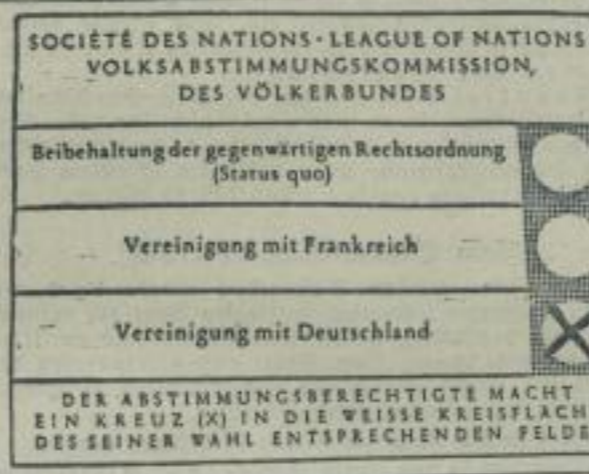 SOCIÉTÉ DES NATIONS · LEAGUE OF NATIONS
VOLKSABSTIMMUNGSKOMMISSION,
DES VÖLKERBUNDES
Beibehaltung der gegenwärtigen Rechtsordnung
(Status quo)
Vereinigung mit Frankreich
Vereinigung mit Deutschland
X
DER ABSTIMMUNGSBERECHTIGTE MACHT
EIN KREUZ (X) IN DIE WEISSE KREISFLÄCH
DES SEINER WAHL ENTSPRECHENDEN FELDE